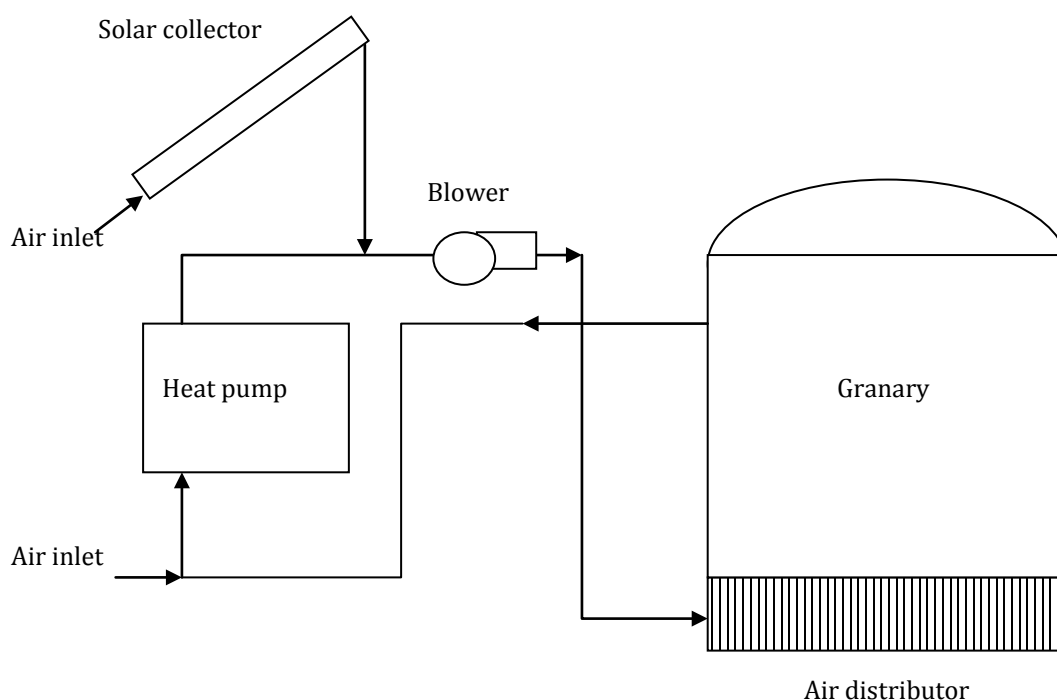 Solar collector
Blower
Air inlet
Heat pump
Granary
Air inlet
Air distributor